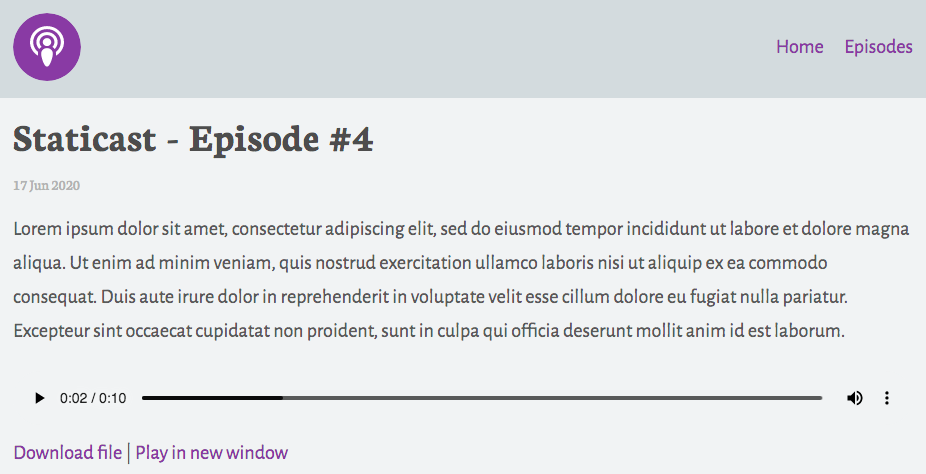 Home Episodes
Staticast - Episode #4
17 Jun 2020
Lorem ipsum dolor sit amet, consectetur adipiscing elit, sed do eiusmod tempor incididunt ut labore et dolore magna
aliqua. Ut enim ad minim veniam, quis nostrud exercitation ullamco laboris nisi ut aliquip ex ea commodo
consequat. Duis aute irure dolor in reprehenderit in voluptate velit esse cillum dolore eu fugiat nulla pariatur.
Excepteur sint occaecat cupidatat non proident, sunt in culpa qui officia deserunt mollit anim id est laborum.
0:02 / 0:10
Download file | Play in new window